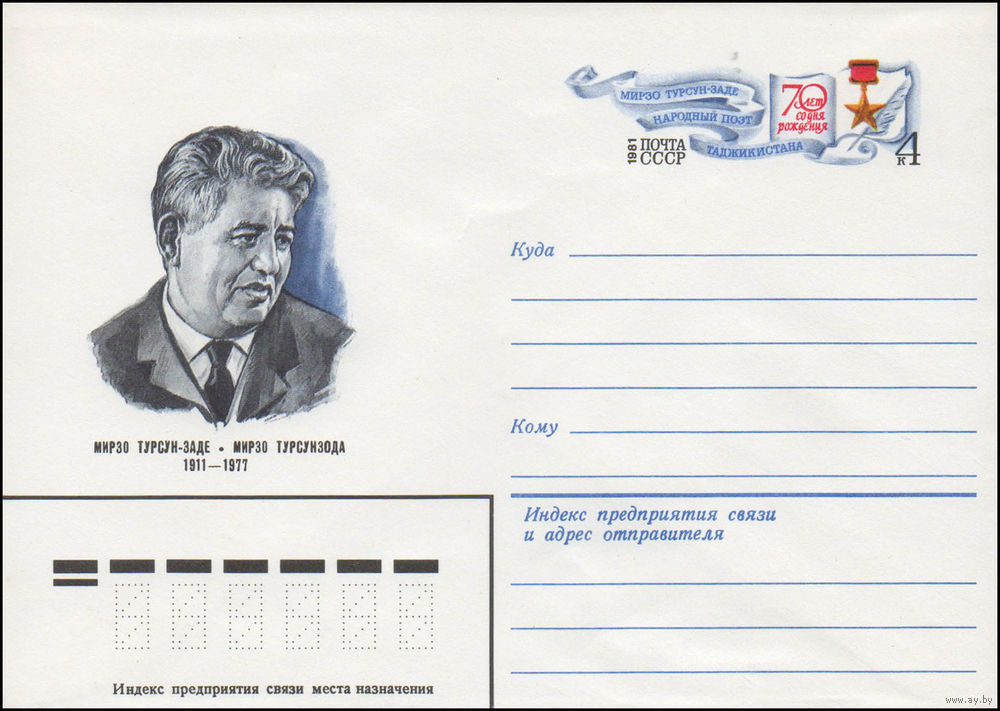 МИРЗО ТУРСУН-ЗАДЕ
НАРОДНЫЙ ПОЭТ
ТАДЖИКИСТАНА
70 лет
со дня
рождения
1981 ПОЧТА
СССР
4 к
МИРЗО ТУРСУН-ЗАДЕ • МИРЗО ТУРСУНЗОДА
1911—1977
Куда
Кому
Индекс предприятия связи
и адрес отправителя
Индекс предприятия связи места назначения
www.ay.by